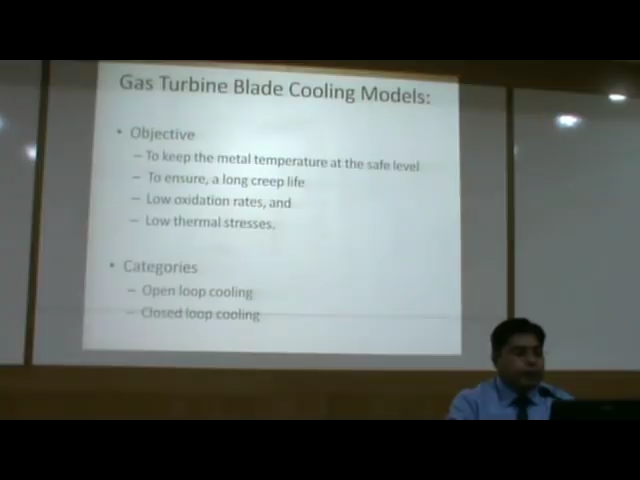 Gas Turbine Blade Cooling Models:
• Objective
– To keep the metal temperature at the safe level
– To ensure, a long creep life
– Low oxidation rates, and
– Low thermal stresses.
• Categories
– Open loop cooling
– Closed loop cooling